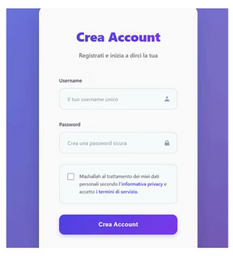 Crea Account
Registrati e inizia a dirci la tua
Username
Il tuo username unico
Password
Crea una password sicura
Mashallah al trattamento dei miei dati
personali secondo l'informativa privacy e
accetto i termini di servizio.
Crea Account